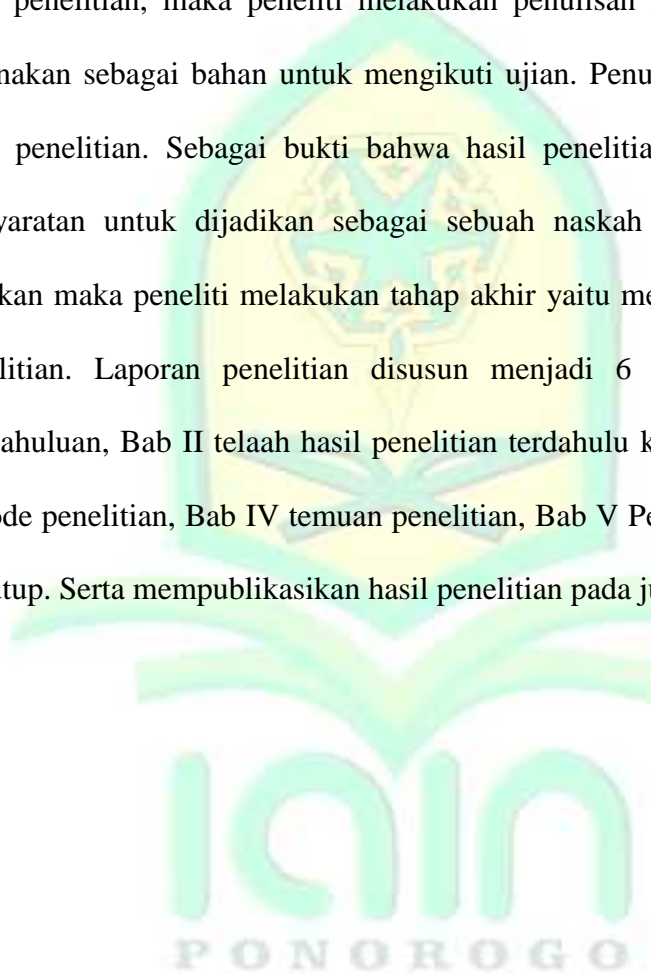 penelitian, maka peneliti melakukan penulisan
nakan sebagai bahan untuk mengikuti ujian. Penu
penelitian. Sebagai bukti bahwa hasil penelitia
yaratan untuk dijadikan sebagai sebuah naskah
kan maka peneliti melakukan tahap akhir yaitu me
litian. Laporan penelitian disusun menjadi 6
ahuluan, Bab II telaah hasil penelitian terdahulu k
ode penelitian, Bab IV temuan penelitian, Bab V Pe
utup. Serta mempublikasikan hasil penelitian pada ju
iain
PONOROGO